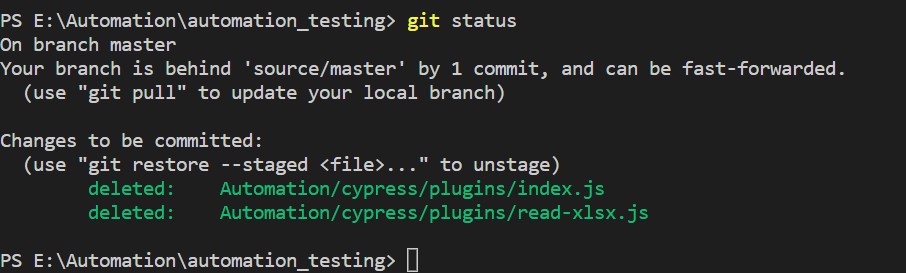 PS E:\Automation\automation_testing> git status
On branch master
Your branch is behind 'source/master' by 1 commit, and can be fast-forwarded.
  (use "git pull" to update your local branch)

Changes to be committed:
  (use "git restore --staged <file>..." to unstage)
        deleted:    Automation/cypress/plugins/index.js
        deleted:    Automation/cypress/plugins/read-xlsx.js

PS E:\Automation\automation_testing>